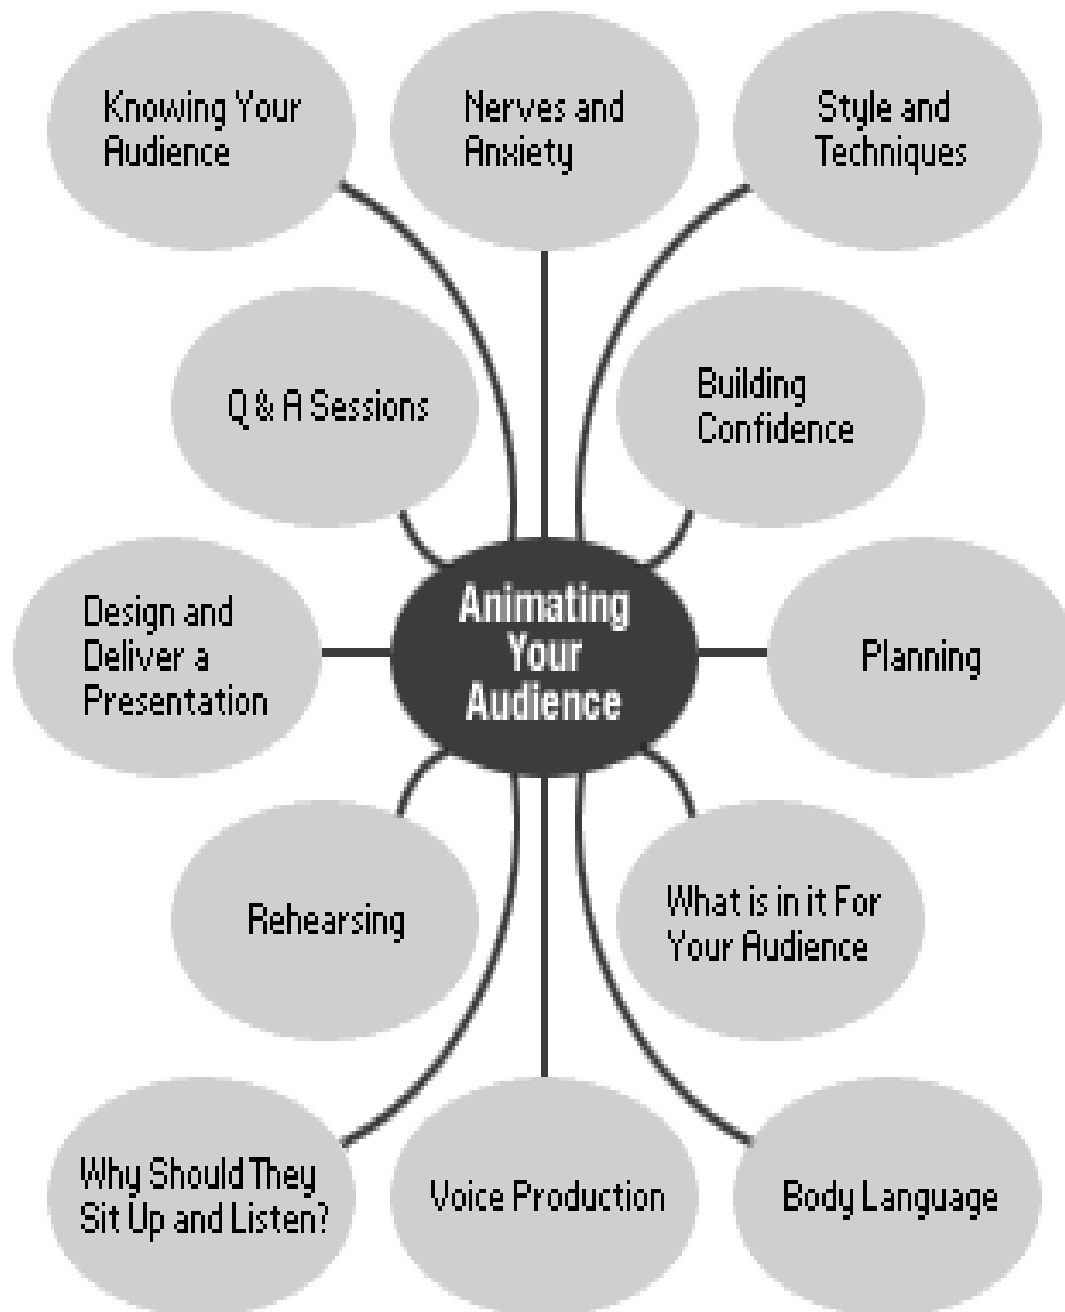 Knowing Your
Audience
Nerves and
Anxiety
Style and
Techniques
Q & A Sessions
Building
Confidence
Design and
Deliver a
Presentation
Animating
Your
Audience
Planning
Rehearsing
What is in it For
Your Audience
Why Should They
Sit Up and Listen?
Voice Production
Body Language